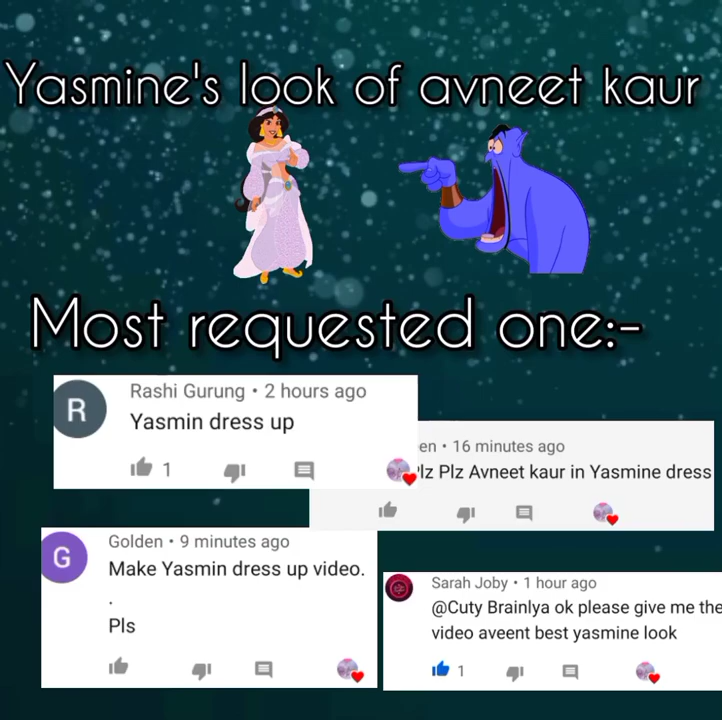 Yasmine's look of avneet kaur
Most requested one:-
R
Rashi Gurung • 2 hours ago
Yasmin dress up
1
en • 16 minutes ago
Plz Avneet kaur in Yasmine dress
G
Golden • 9 minutes ago
Make Yasmin dress up video.
.
Pls
Sarah Joby • 1 hour ago
@Cuty Brainlya ok please give me the
video aveent best yasmine look
1